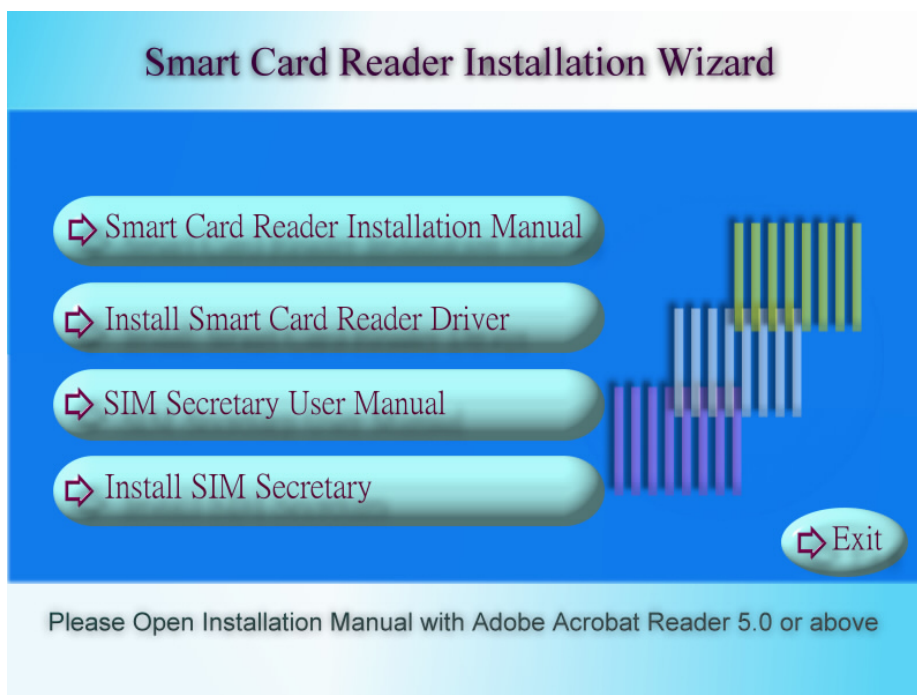 Smart Card Reader Installation Wizard
Smart Card Reader Installation Manual
Install Smart Card Reader Driver
SIM Secretary User Manual
Install SIM Secretary
Exit
Please Open Installation Manual with Adobe Acrobat Reader 5.0 or above